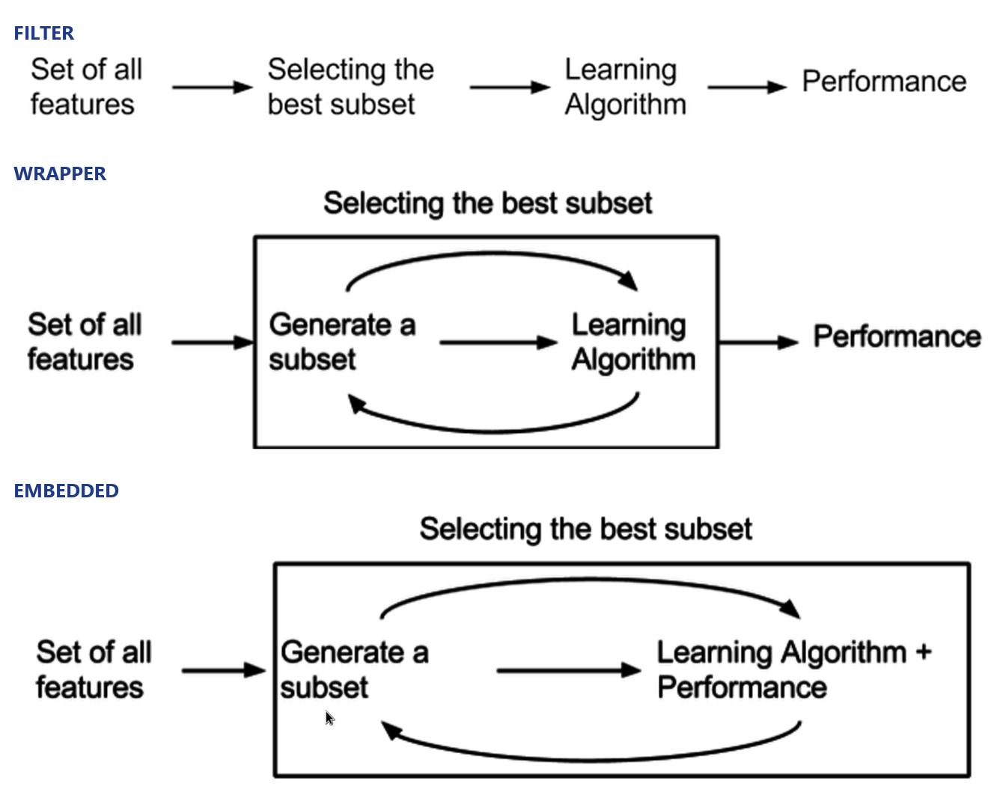 FILTER
Set of all
features
Selecting the
best subset
Learning
Algorithm
Performance
WRAPPER
Selecting the best subset
Set of all
features
Generate a
subset
Learning
Algorithm
Performance
EMBEDDED
Selecting the best subset
Set of all
features
Generate a
subset
Learning Algorithm +
Performance